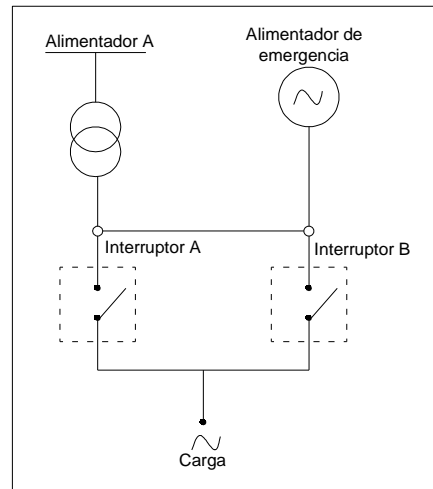 Alimentador A
Alimentador de
emergencia
Interruptor A
Interruptor B
Carga